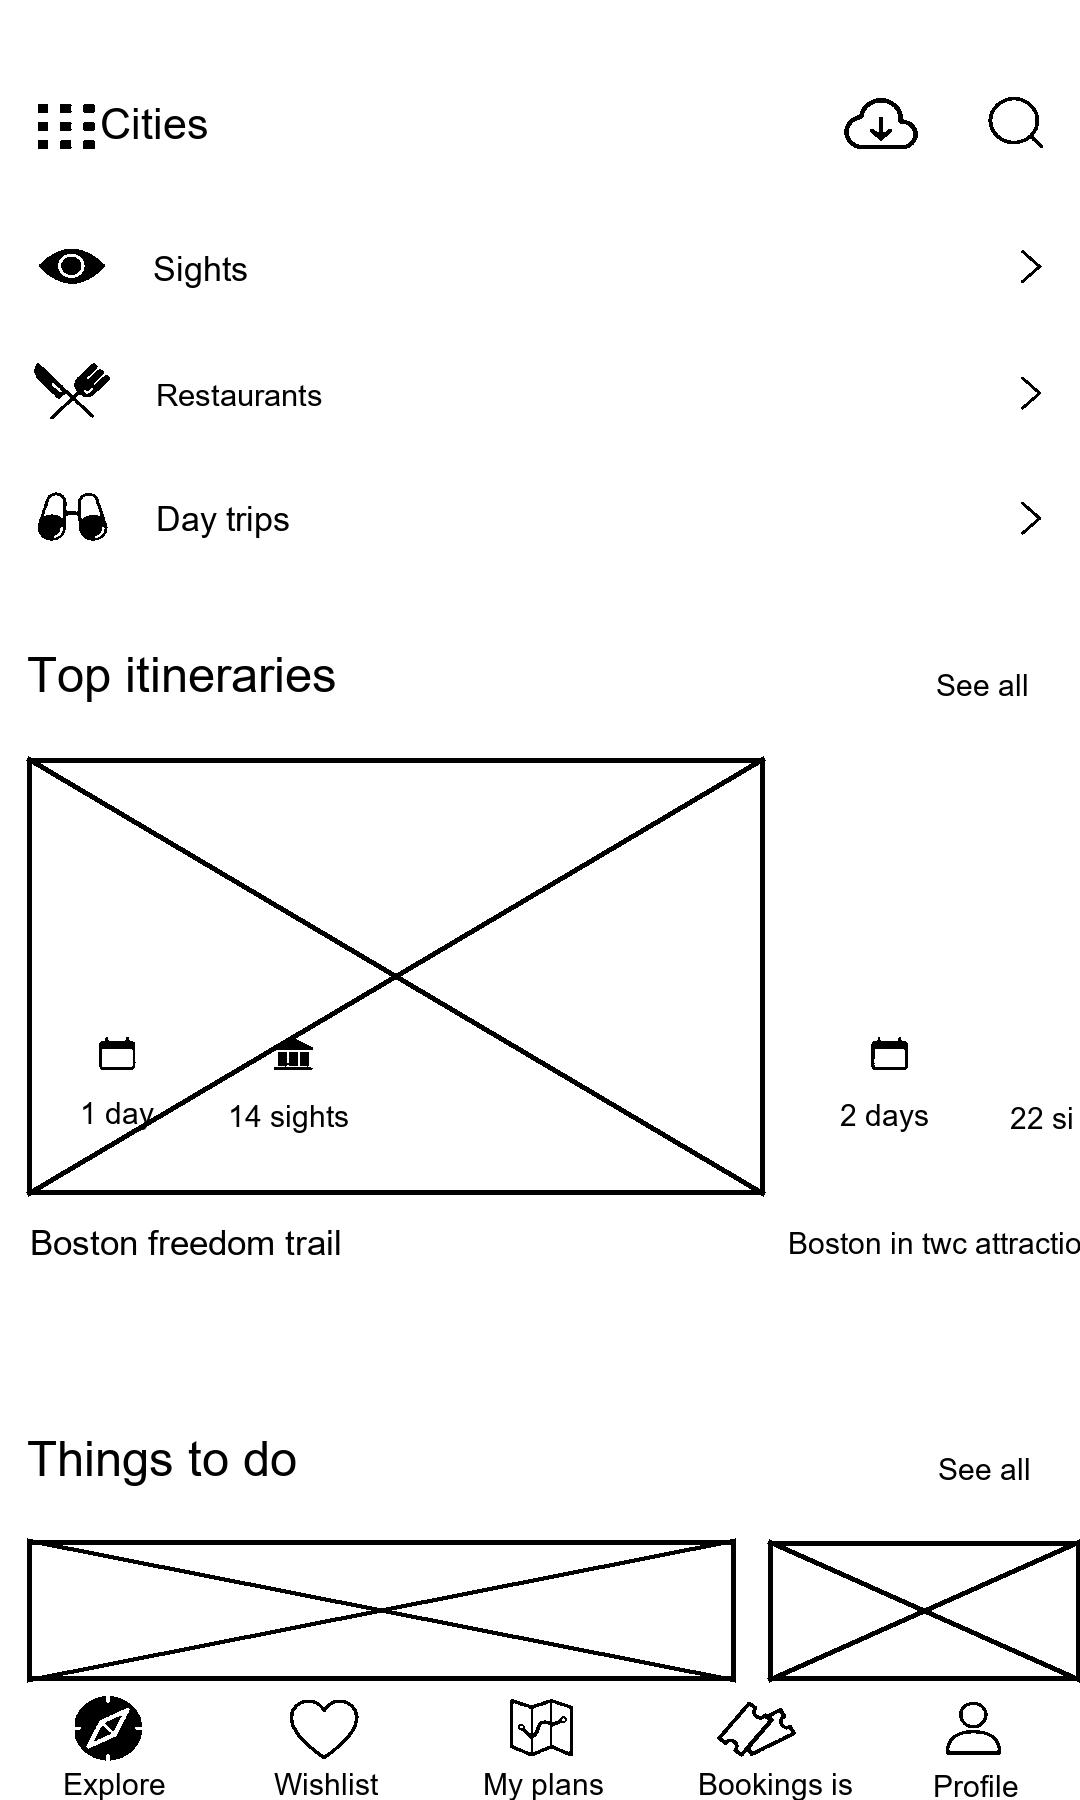 Cities
Sights
Restaurants
Day trips
Top itineraries
See all
1 day
14 sights
2 days
22 si
Boston freedom trail
Boston in twc attractio
Things to do
See all
Explore
Wishlist
My plans
Bookings is
Profile